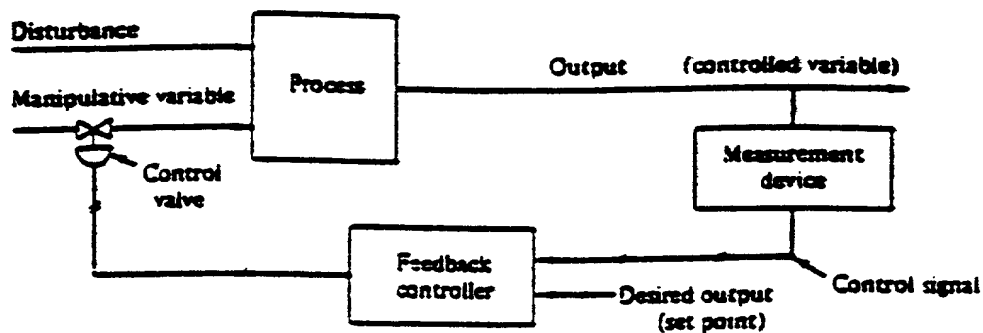 Disturbance
Process
Output (controlled variable)
Manipulative variable
Measurement
device
Control
valve
Feedback
controller
Control signal
Desired output
(set point)